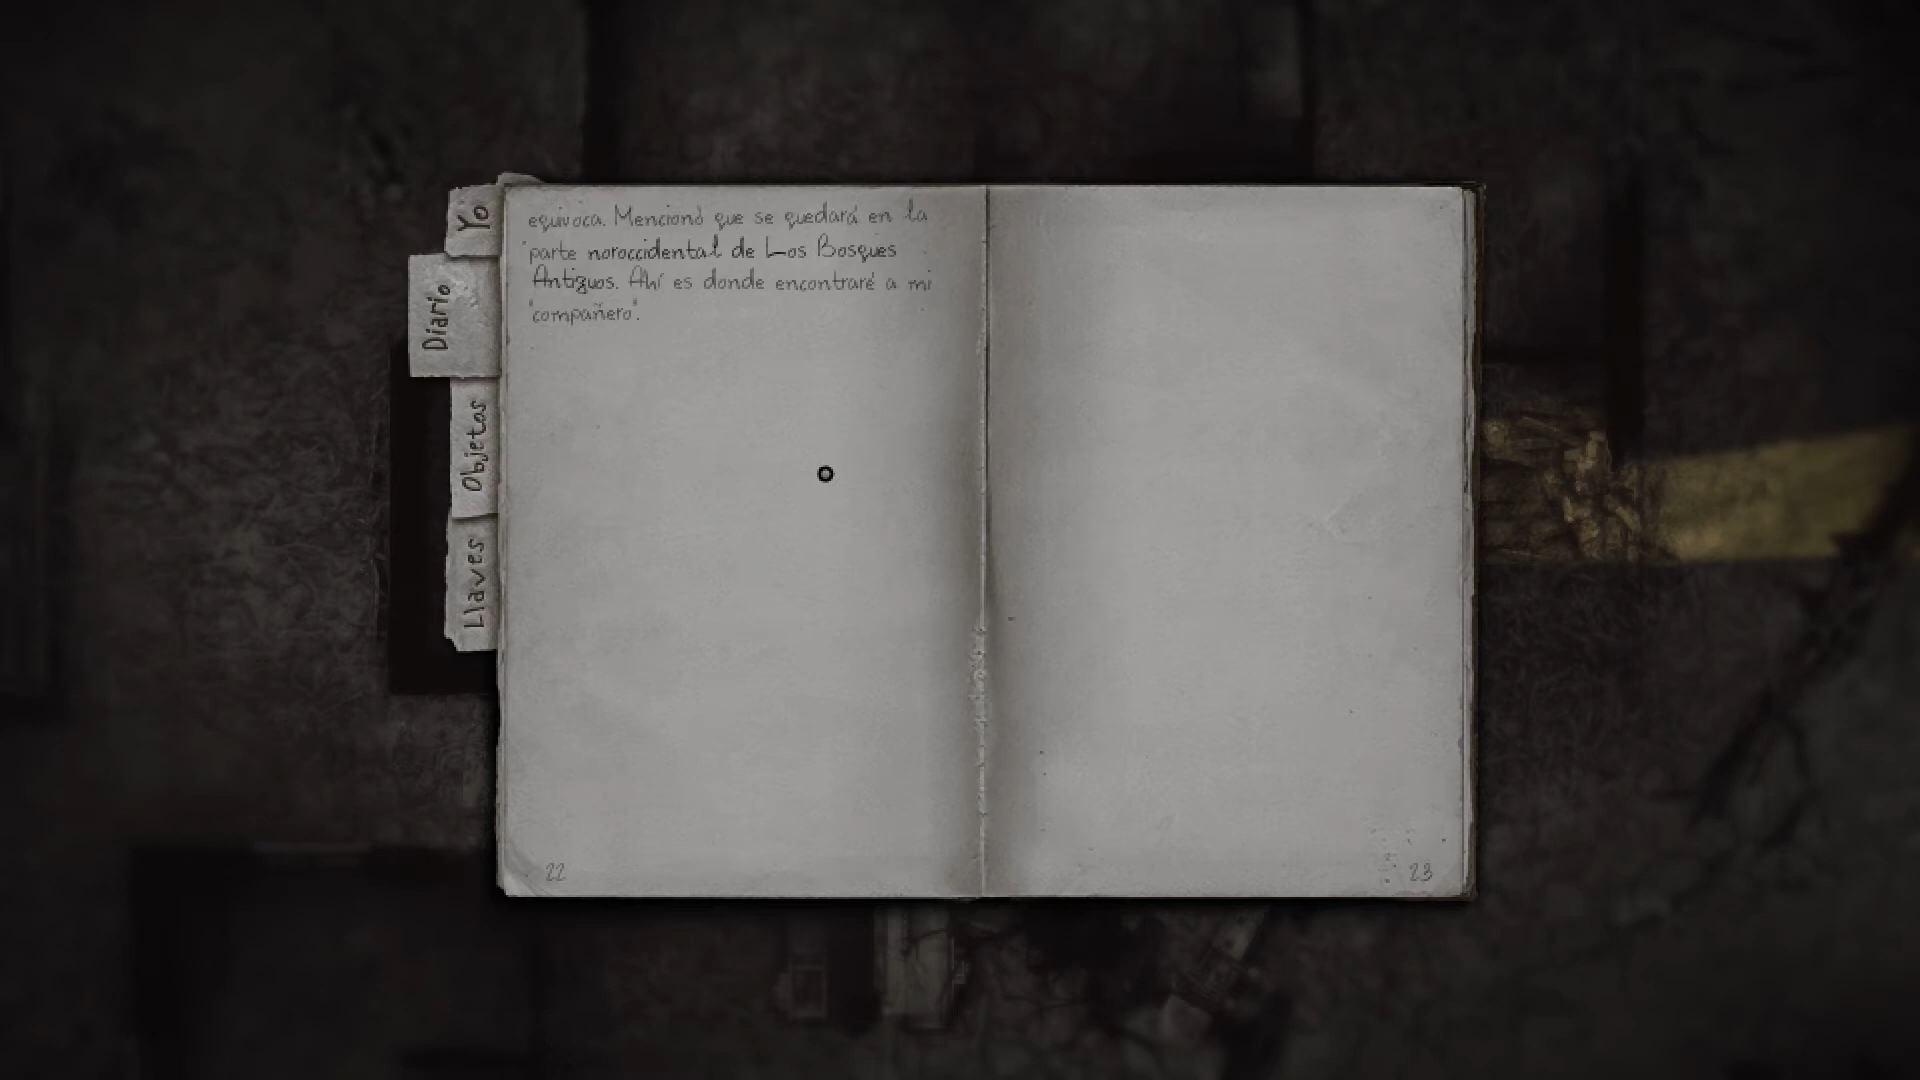 Yo
Diario
Objetos
Llaves
equivoca. Mencionó que se quedará en la
parte noroccidental de Los Bosques
Antiguos. Ahí es donde encontraré a mi
"compañero".
22
23